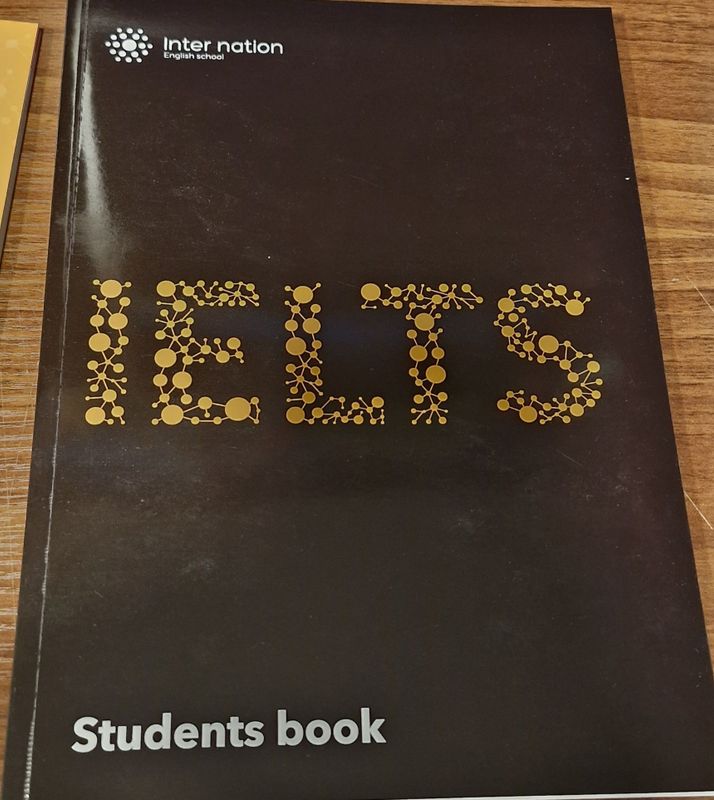 Inter nation
English school
IELTS
Students book